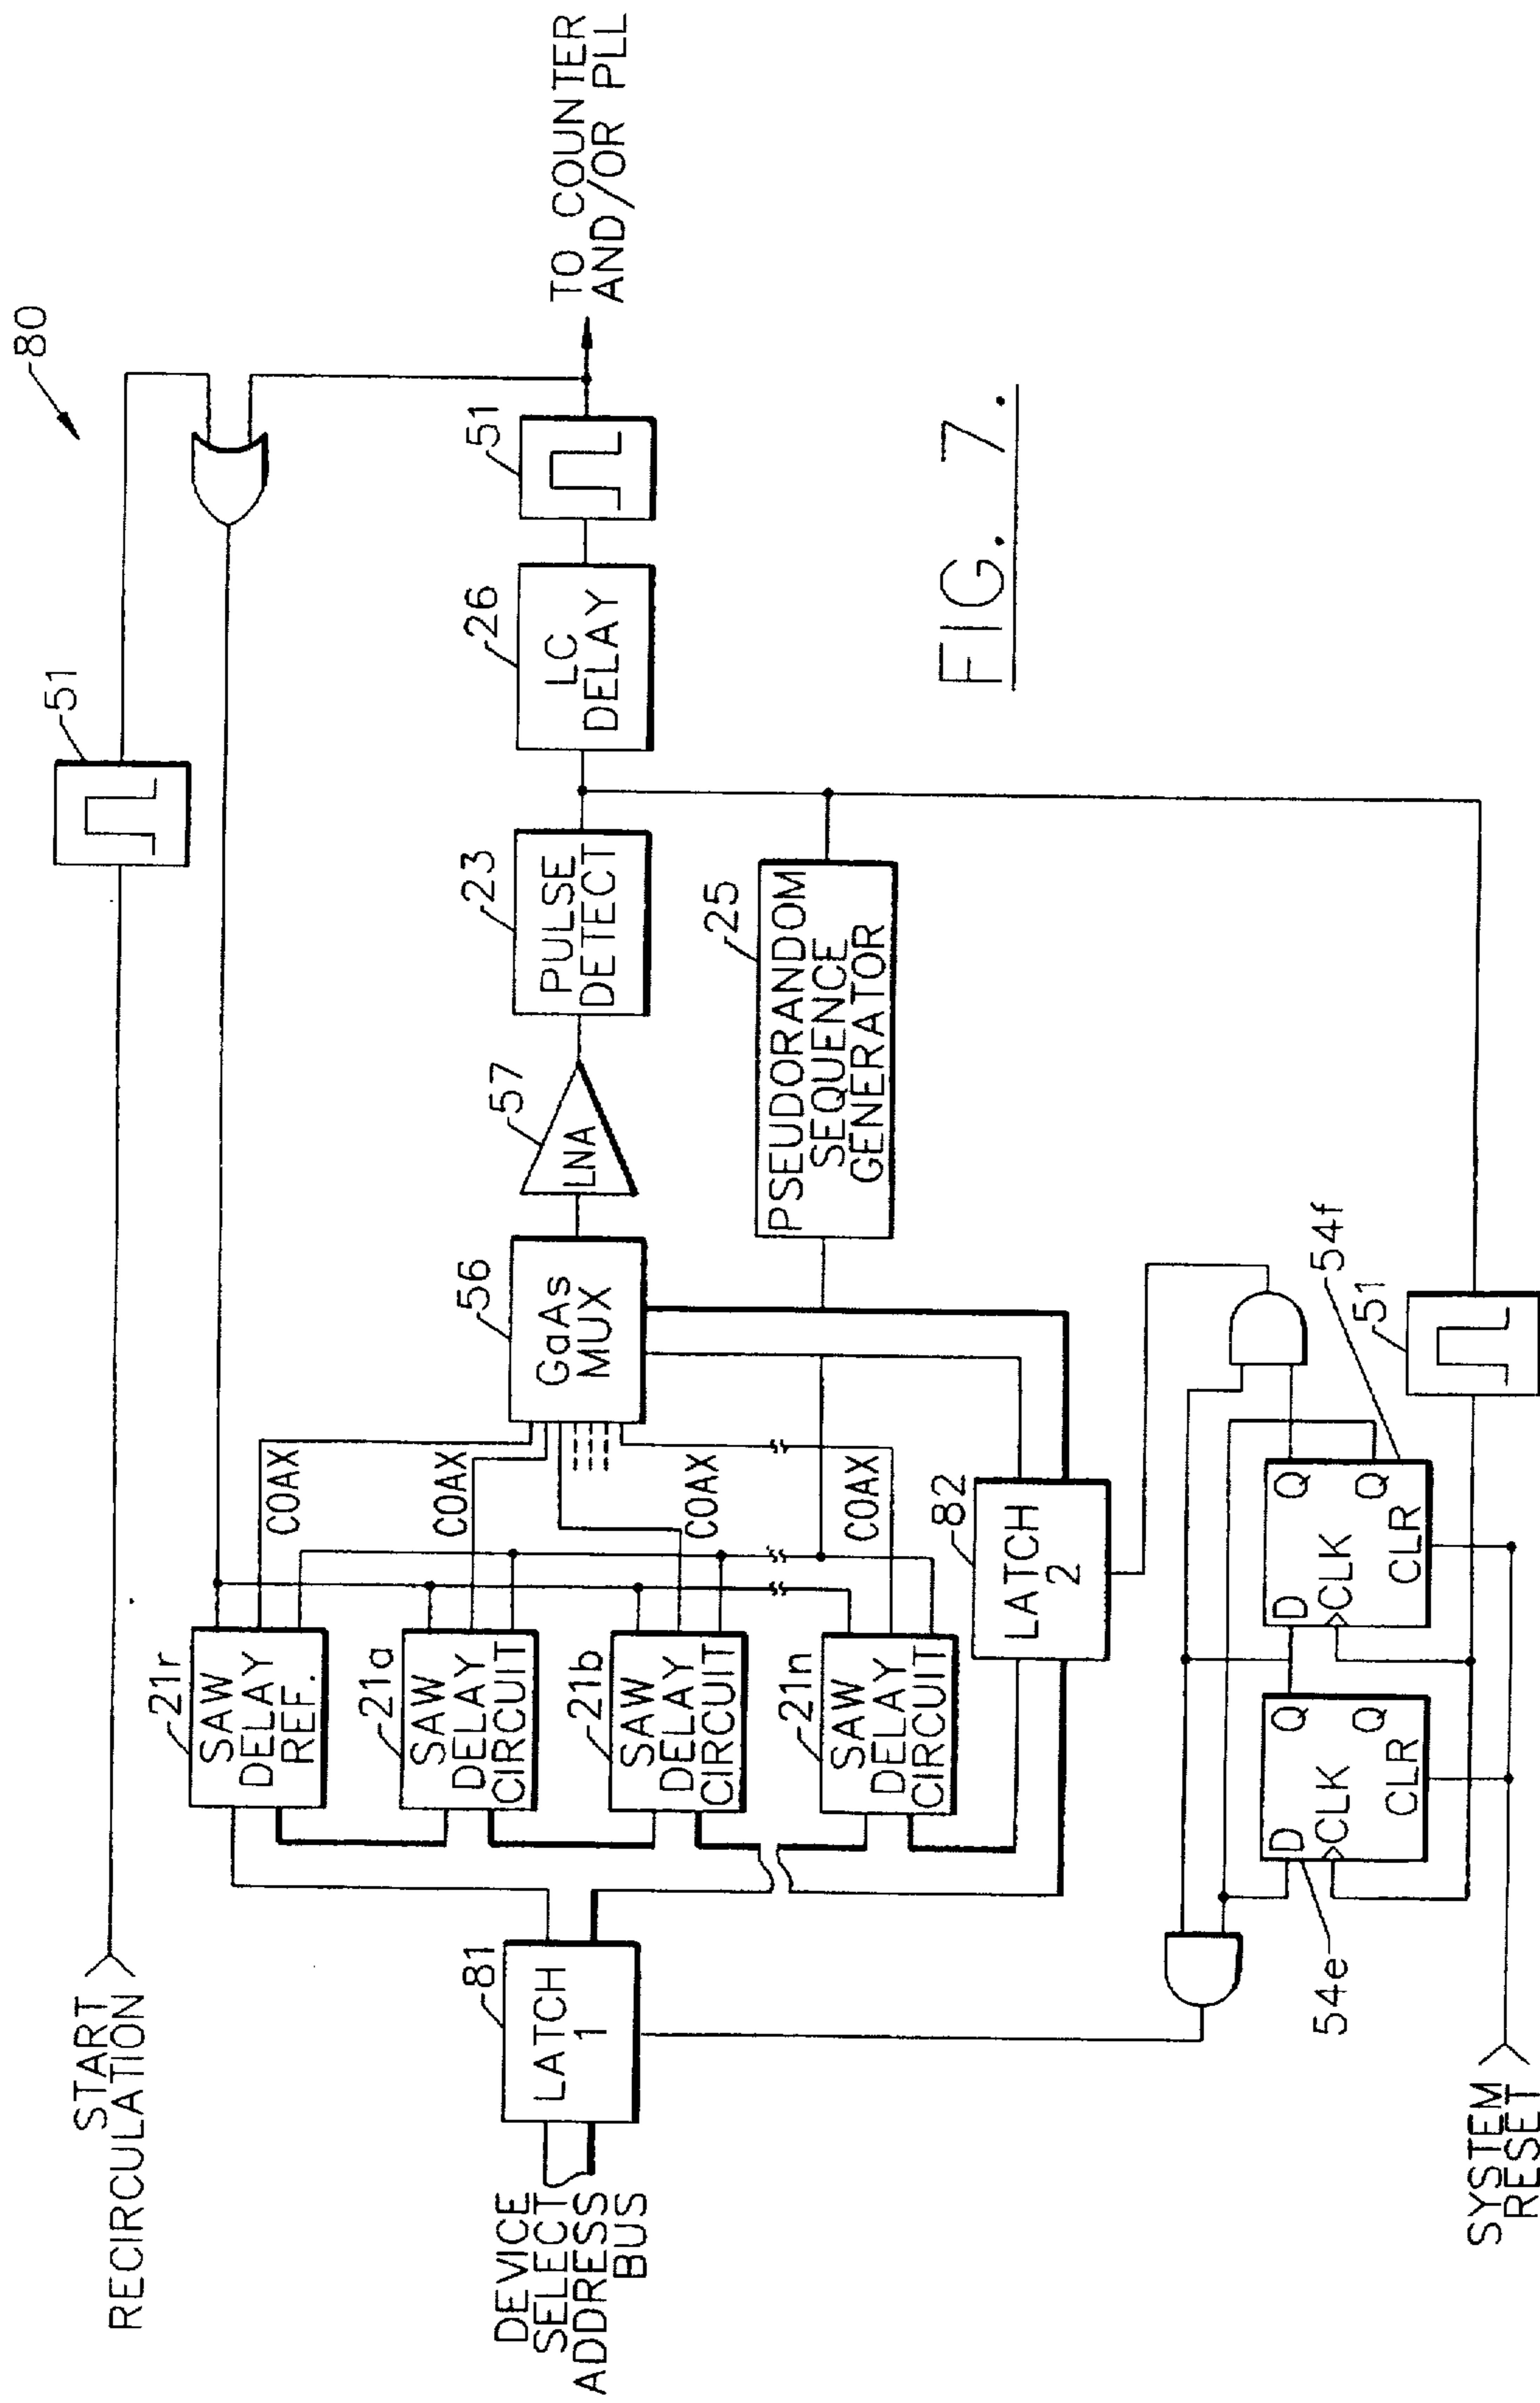 80
START
RECIRCULATION
51
TO COUNTER
AND/OR PLL
21r
SAW
DELAY
REF.
COAX
21a
SAW
DELAY
CIRCUIT
COAX
21b
SAW
DELAY
CIRCUIT
COAX
21n
SAW
DELAY
CIRCUIT
COAX
56
GaAs
MUX
57
LNA
23
PULSE
DETECT
26
LC
DELAY
51
25
PSEUDORANDOM
SEQUENCE
GENERATOR
DEVICE
SELECT
ADDRESS
BUS
81
LATCH
1
82
LATCH
2
54e
D
Q
CLK
Q
CLR
54f
D
Q
CLK
Q
CLR
51
SYSTEM
RESET
FIG. 7.